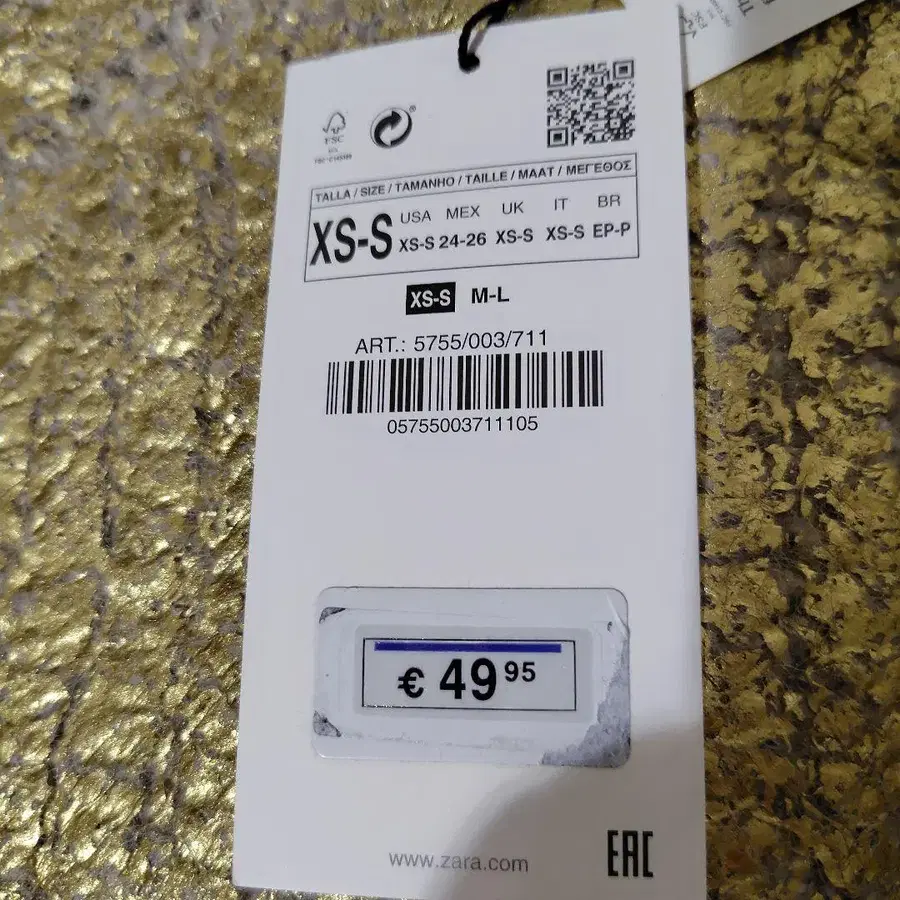 FSC
TALLA / SIZE / TAMANHO / TAILLE / MAAT / ΜΕΓΕΘΟΣ
XS-S
USA MEX UK IT BR
XS-S 24-26 XS-S XS-S EP-P
XS-S M-L
ART.: 5755/003/711
05755003711105
€ 49 95
www.zara.com
EAC